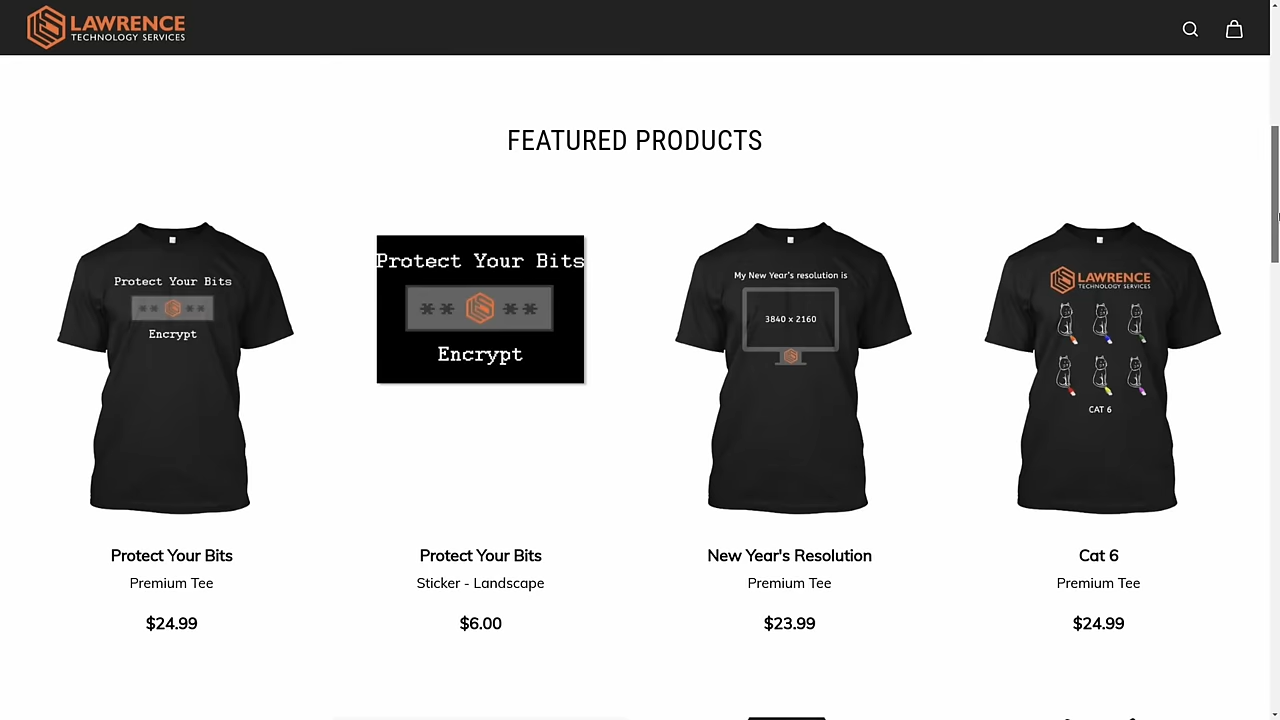 LAWRENCE
TECHNOLOGY SERVICES
FEATURED PRODUCTS
Protect Your Bits
** **
Encrypt
Protect Your Bits
** **
Encrypt
My New Year's resolution is
3840 x 2160
LAWRENCE
TECHNOLOGY SERVICES
CAT 6
Protect Your Bits
Premium Tee
$24.99
Protect Your Bits
Sticker - Landscape
$6.00
New Year's Resolution
Premium Tee
$23.99
Cat 6
Premium Tee
$24.99